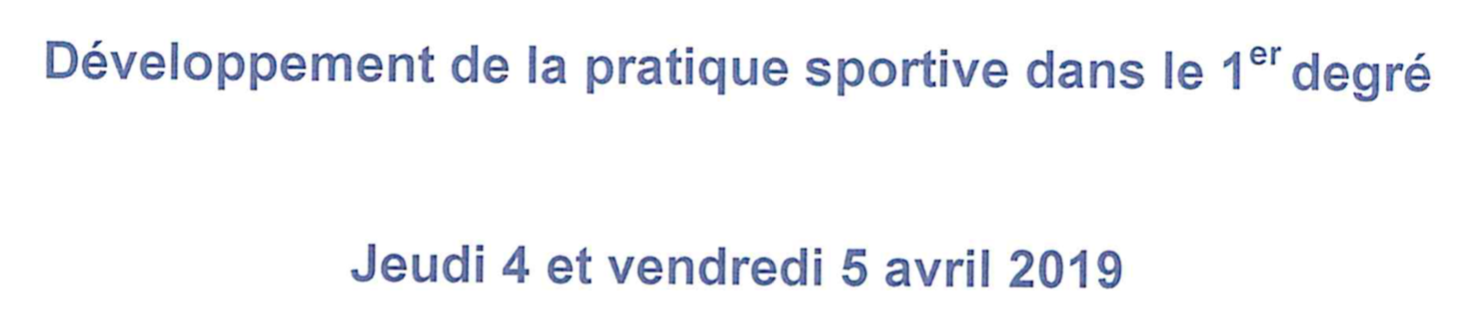 Développement de la pratique sportive dans le 1er degré
Jeudi 4 et vendredi 5 avril 2019